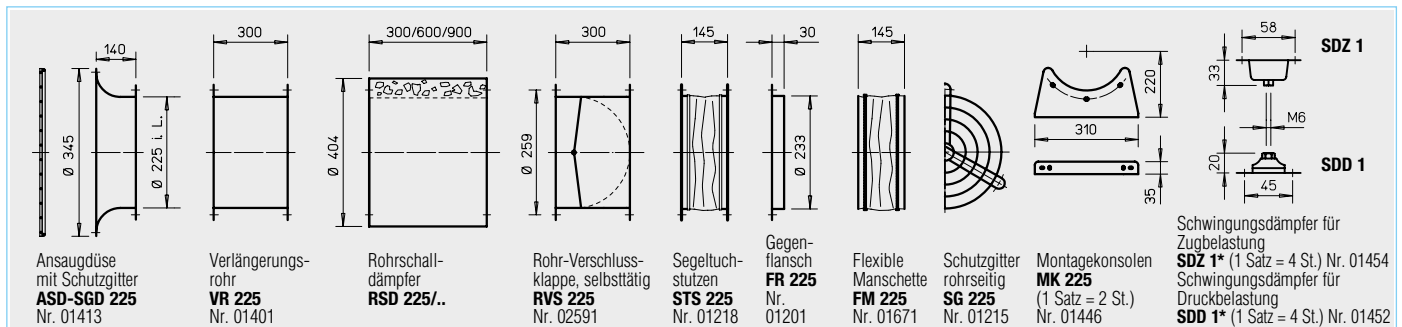 140
300
300/600/900
300
145
30
145
58
SDZ 1
33
220
M6
310
20
SDD 1
35
45
Ø 345
Ø 225 i. L.
Ø 404
Ø 259
Ø 233
Ansaugdüse
mit Schutzgitter
ASD-SGD 225
Nr. 01413
Verlängerungs-
rohr
VR 225
Nr. 01401
Rohrschall-
dämpfer
RSD 225/..
Rohr-Verschluss-
klappe, selbsttätig
RVS 225
Nr. 02591
Segeltuch-
stutzen
STS 225
Nr. 01218
Gegen-
flansch
FR 225
Nr.
01201
Flexible
Manschette
FM 225
Nr. 01671
Schutzgitter
rohrseitig
SG 225
Nr. 01215
Montagekonsolen
MK 225
(1 Satz = 2 St.)
Nr. 01446
Schwingungsdämpfer für
Zugbelastung
SDZ 1* (1 Satz = 4 St.) Nr. 01454
Schwingungsdämpfer für
Druckbelastung
SDD 1* (1 Satz = 4 St.) Nr. 01452